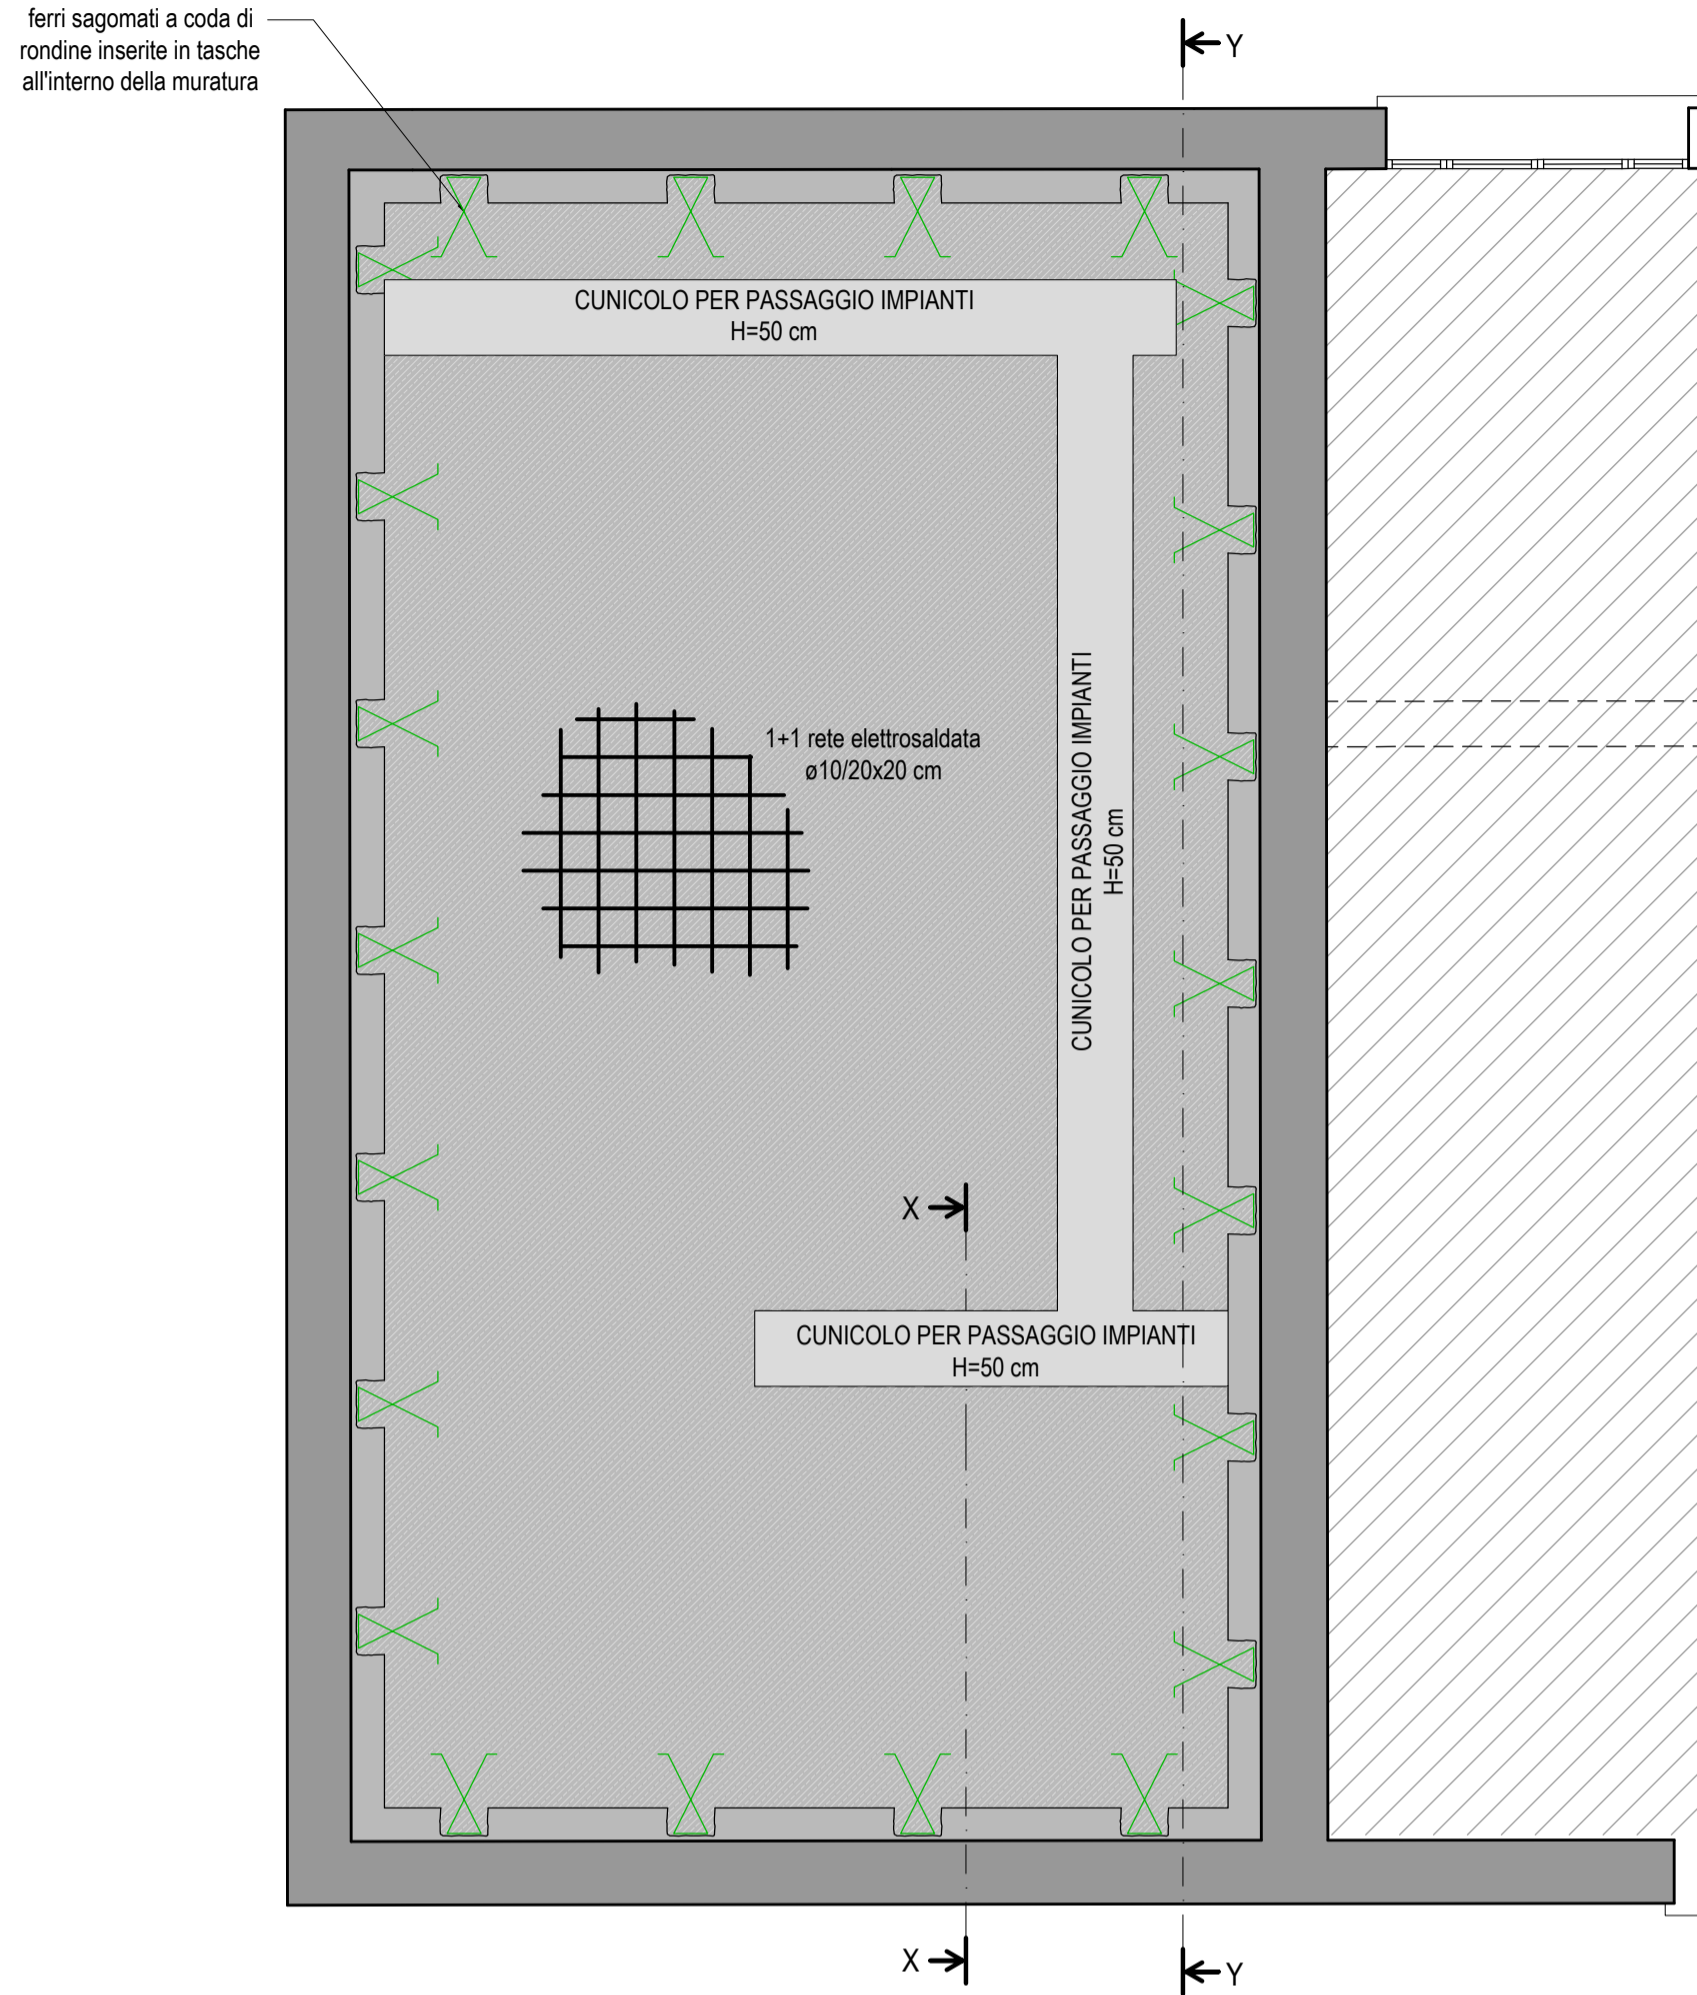 ferri sagomati a coda di
rondine inserite in tasche
all'interno della muratura
Y
CUNICOLO PER PASSAGGIO IMPIANTI
H=50 cm
1+1 rete elettrosaldata
ø10/20x20 cm
CUNICOLO PER PASSAGGIO IMPIANTI
H=50 cm
X
CUNICOLO PER PASSAGGIO IMPIANTI
H=50 cm
X
Y